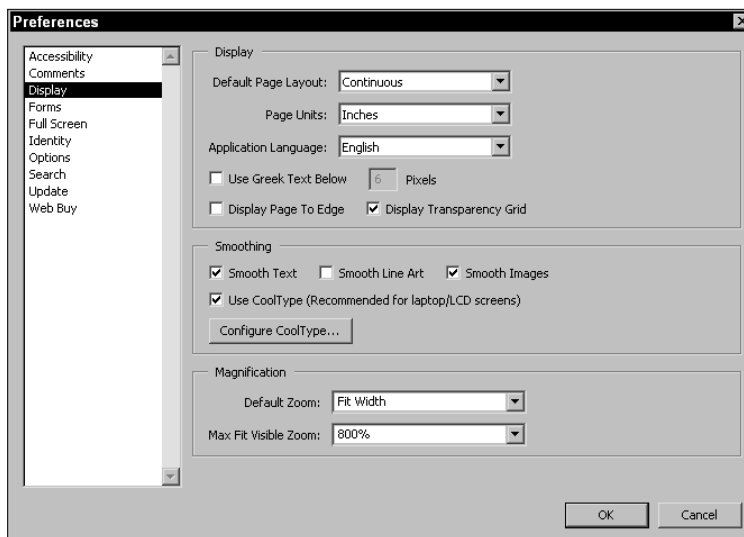 Preferences
Accessibility
Comments
Display
Forms
Full Screen
Identity
Options
Search
Update
Web Buy
Display
Default Page Layout: Continuous
Page Units: Inches
Application Language: English
Use Greek Text Below 6 Pixels
Display Page To Edge Display Transparency Grid
Smoothing
Smooth Text Smooth Line Art Smooth Images
Use CoolType (Recommended for laptop/LCD screens)
Configure CoolType...
Magnification
Default Zoom: Fit Width
Max Fit Visible Zoom: 800%
OK Cancel